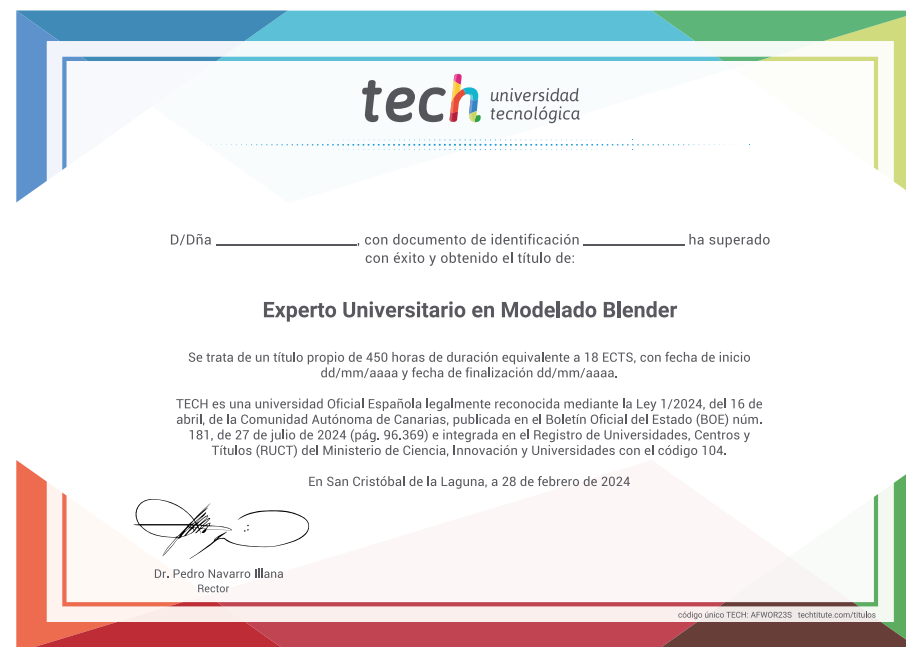 tech universidad
tecnológica
D/Dña ____________, con documento de identificación ____________ ha superado
con éxito y obtenido el título de:
Experto Universitario en Modelado Blender
Se trata de un título propio de 450 horas de duración equivalente a 18 ECTS, con fecha de inicio
dd/mm/aaaa y fecha de finalización dd/mm/aaaa.
TECH es una universidad Oficial Española legalmente reconocida mediante la Ley 1/2024, del 16 de
abril, de la Comunidad Autónoma de Canarias, publicada en el Boletín Oficial del Estado (BOE) núm.
181, de 27 de julio de 2024 (pág. 96.369) e integrada en el Registro de Universidades, Centros y
Títulos (RUCT) del Ministerio de Ciencia, Innovación y Universidades con el código 104.
En San Cristóbal de la Laguna, a 28 de febrero de 2024
Dr. Pedro Navarro Illana
Rector
código único TECH: AFWOR23S techtitute.com/titulos